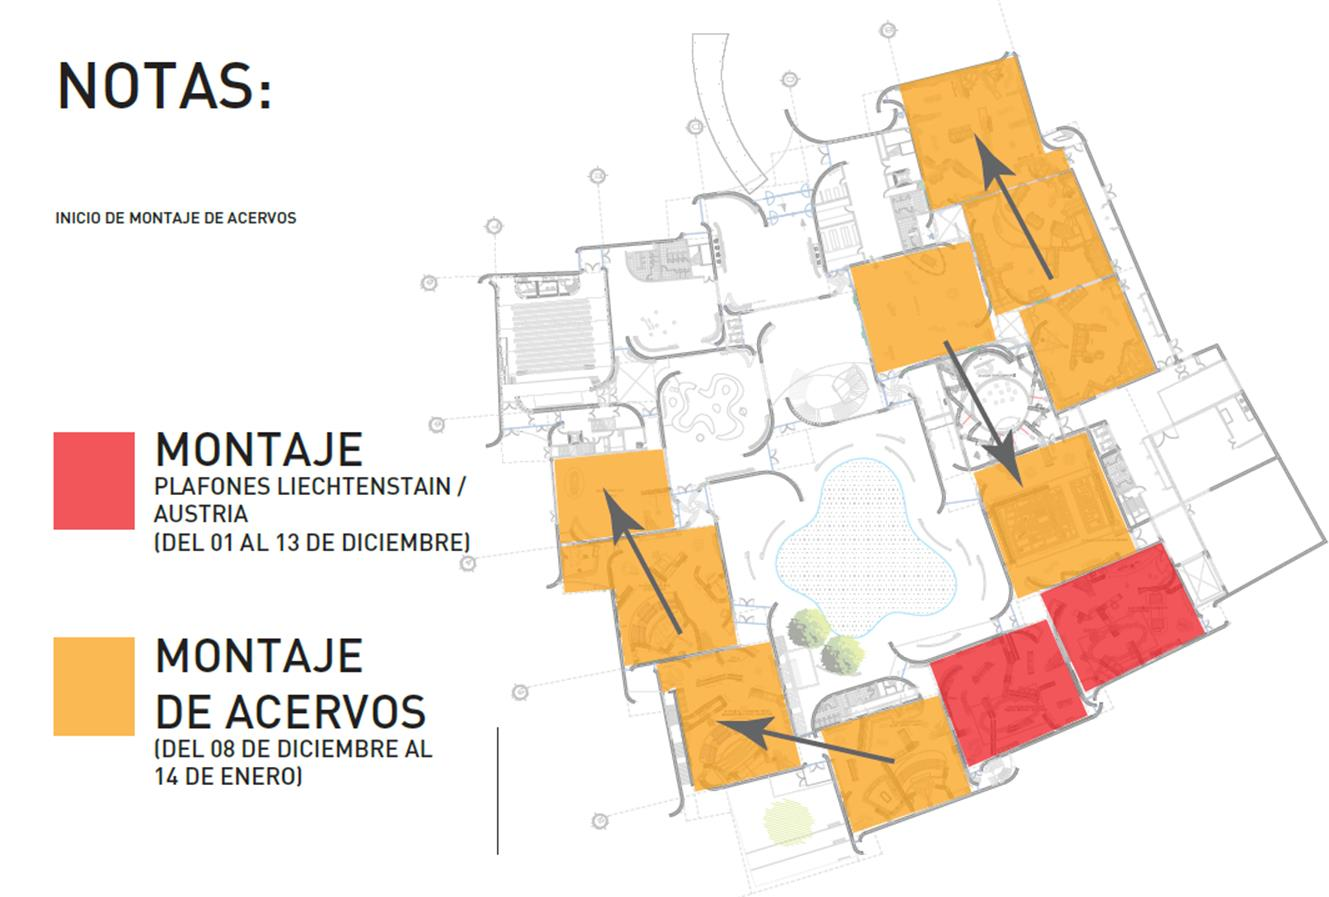 NOTAS:
INICIO DE MONTAJE DE ACERVOS
MONTAJE
PLAFONES LIECHTENSTAIN /
AUSTRIA
(DEL 01 AL 13 DE DICIEMBRE)
MONTAJE
DE ACERVOS
(DEL 08 DE DICIEMBRE AL
14 DE ENERO)